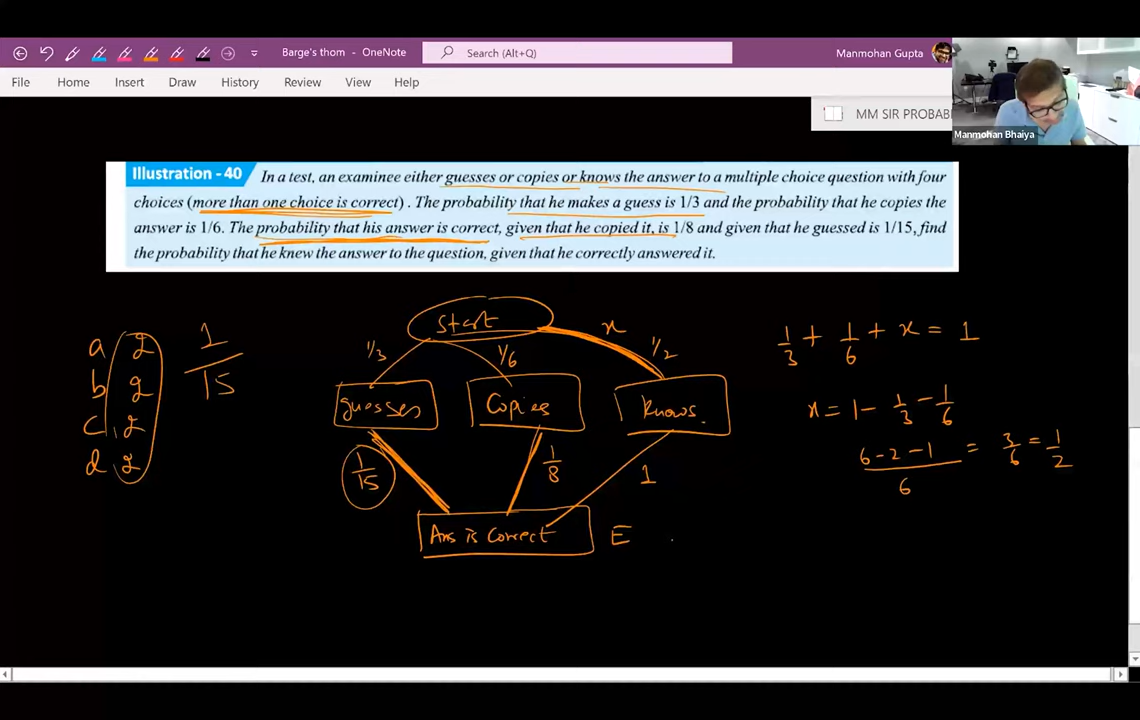 Barge's thom - OneNote
Search (Alt+Q)
Manmohan Gupta
File Home Insert Draw History Review View Help
MM SIR PROBAB
Manmohan Bhaiya
Illustration - 40 In a test, an examinee either guesses or copies or knows the answer to a multiple choice question with four
choices (more than one choice is correct) . The probability that he makes a guess is 1/3 and the probability that he copies the
answer is 1/6. The probability that his answer is correct, given that he copied it, is 1/8 and given that he guessed is 1/15, find
the probability that he knew the answer to the question, given that he correctly answered it.
Start
x
1/3 1/6 1/2
guesses Copies Knows.
1/15 1/8 1
Ans is Correct E
a 2
b 2
c 2
d 2
1/15
1/3 + 1/6 + x = 1
x = 1 - 1/3 - 1/6
6-2-1/6 = 3/6 = 1/2